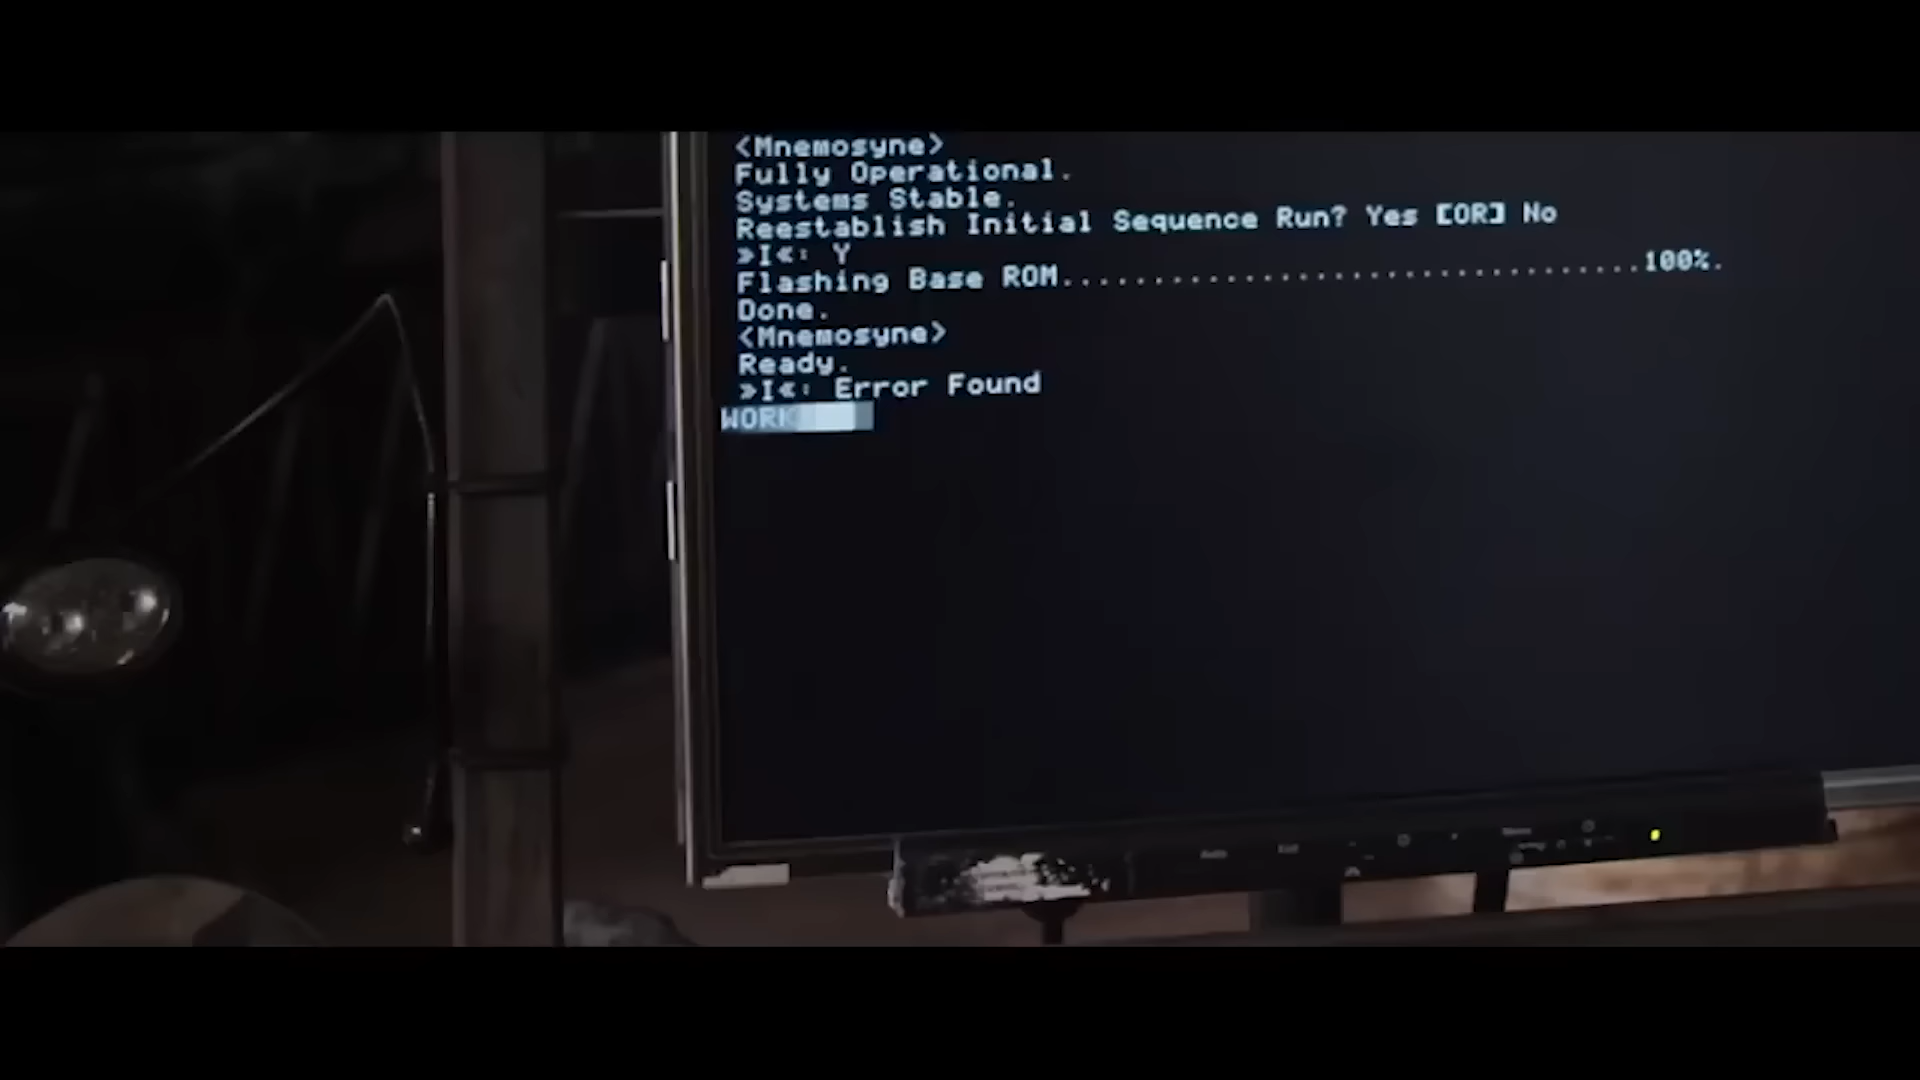 <Mnemosyne>
Fully Operational.
Systems Stable.
Reestablish Initial Sequence Run? Yes [OR] No
»I«: Y
Flashing Base ROM......................................100%.
Done.
<Mnemosyne>
Ready.
»I«: Error Found
WORK